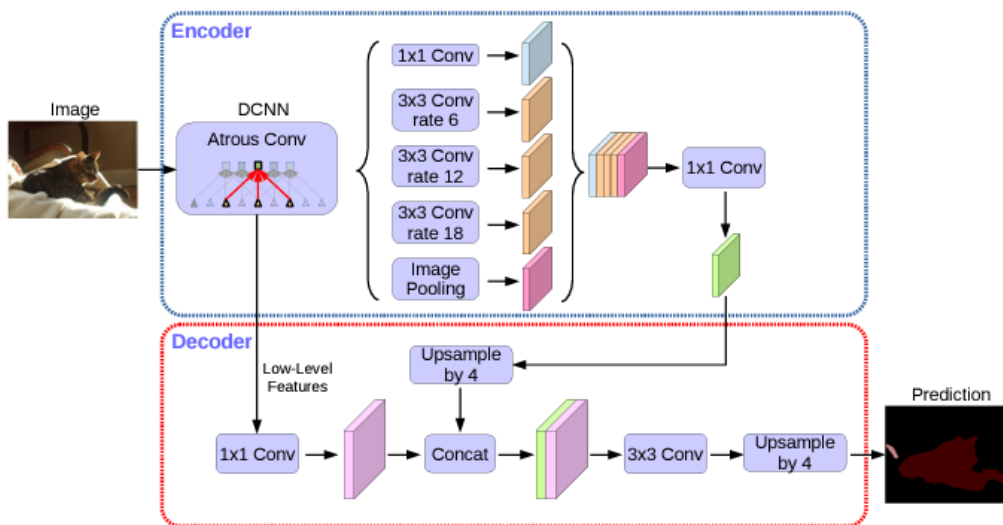 Encoder
Image
DCNN
Atrous Conv
1x1 Conv
3x3 Conv
rate 6
3x3 Conv
rate 12
3x3 Conv
rate 18
Image
Pooling
1x1 Conv
Decoder
Low-Level
Features
Upsample
by 4
1x1 Conv
Concat
3x3 Conv
Upsample
by 4
Prediction